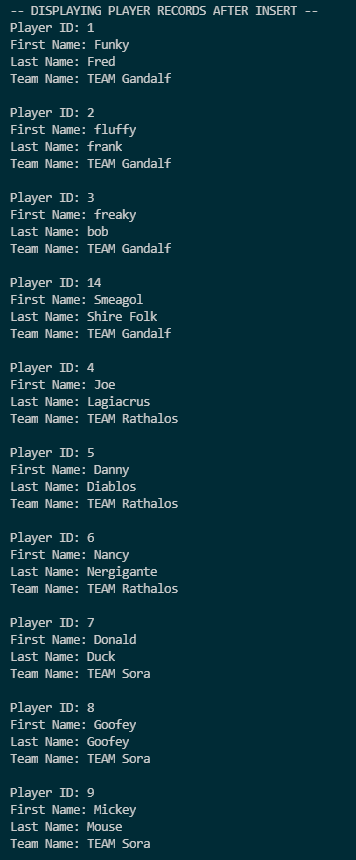 -- DISPLAYING PLAYER RECORDS AFTER INSERT --
Player ID: 1
First Name: Funky
Last Name: Fred
Team Name: TEAM Gandalf
Player ID: 2
First Name: fluffy
Last Name: frank
Team Name: TEAM Gandalf
Player ID: 3
First Name: freaky
Last Name: bob
Team Name: TEAM Gandalf
Player ID: 14
First Name: Smeagol
Last Name: Shire Folk
Team Name: TEAM Gandalf
Player ID: 4
First Name: Joe
Last Name: Lagiacrus
Team Name: TEAM Rathalos
Player ID: 5
First Name: Danny
Last Name: Diablos
Team Name: TEAM Rathalos
Player ID: 6
First Name: Nancy
Last Name: Nergigante
Team Name: TEAM Rathalos
Player ID: 7
First Name: Donald
Last Name: Duck
Team Name: TEAM Sora
Player ID: 8
First Name: Goofey
Last Name: Goofey
Team Name: TEAM Sora
Player ID: 9
First Name: Mickey
Last Name: Mouse
Team Name: TEAM Sora